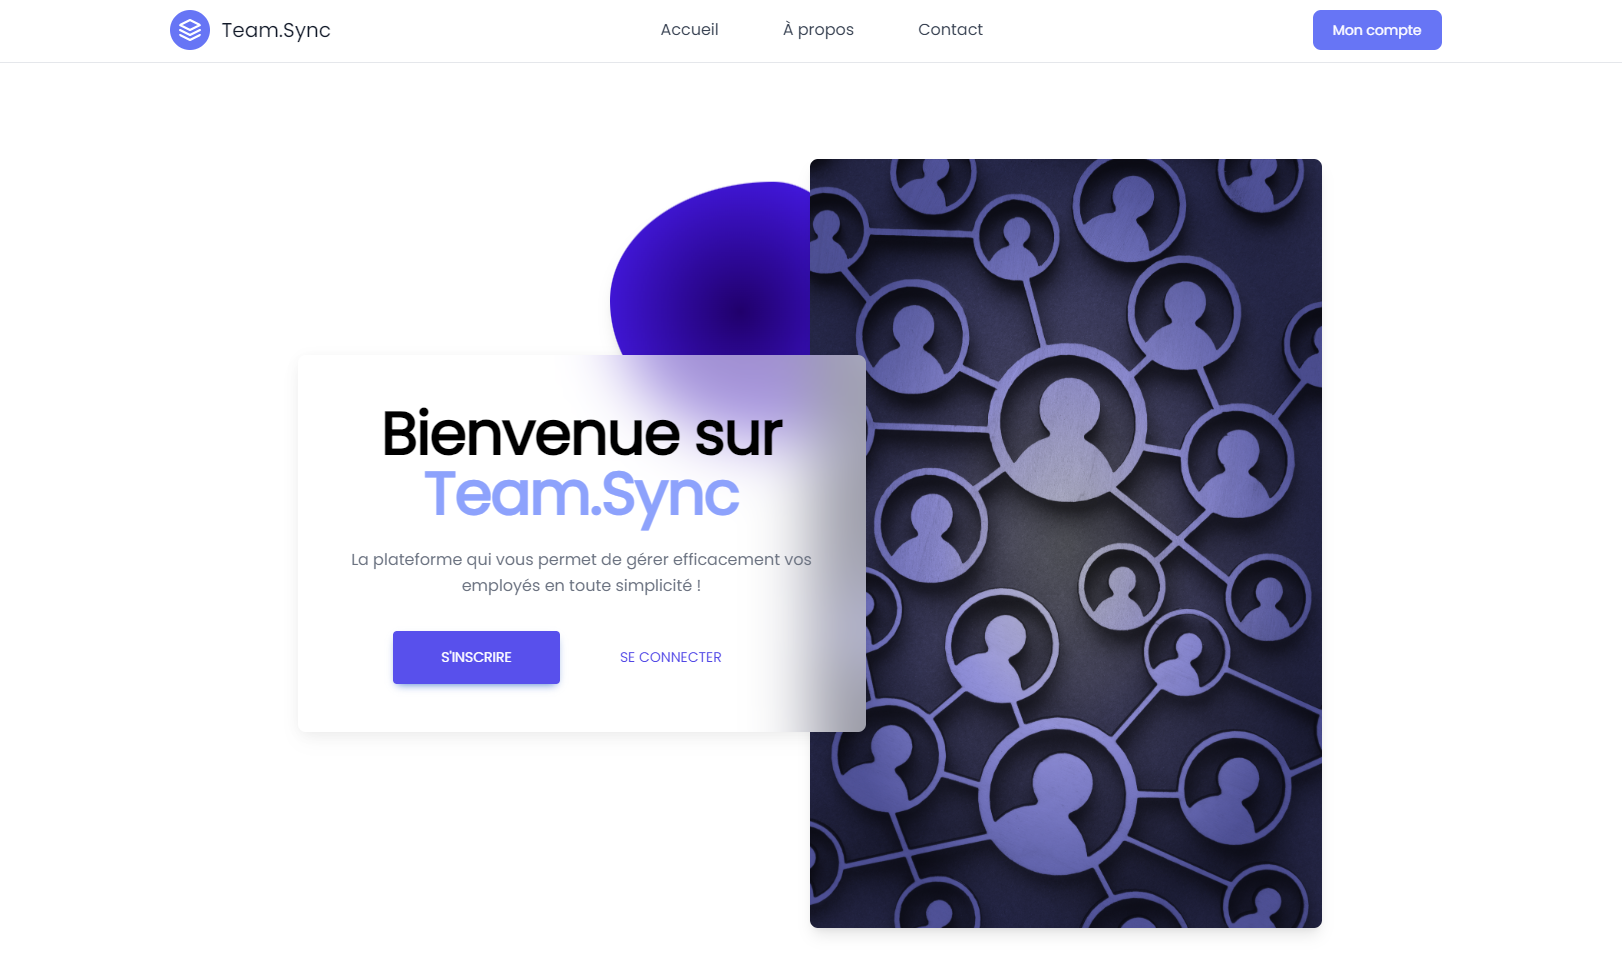 Team.Sync
Accueil
À propos
Contact
Mon compte
Bienvenue sur
Team.Sync
La plateforme qui vous permet de gérer efficacement vos
employés en toute simplicité !
S'INSCRIRE
SE CONNECTER